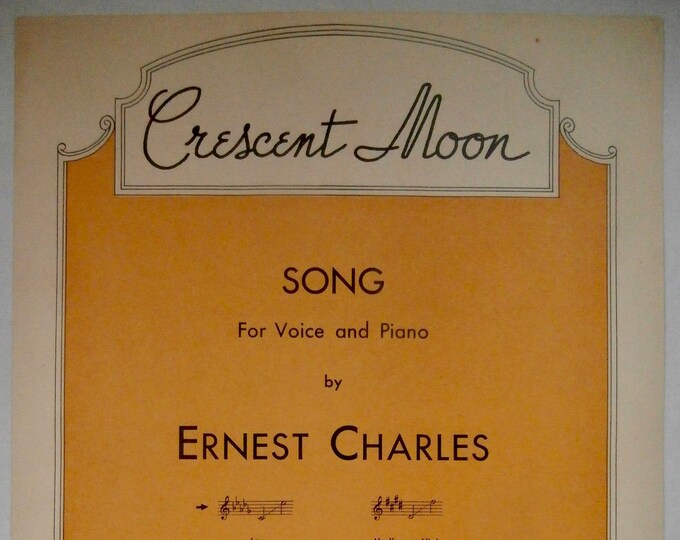 Crescent Moon
SONG
For Voice and Piano
by
ERNEST CHARLES